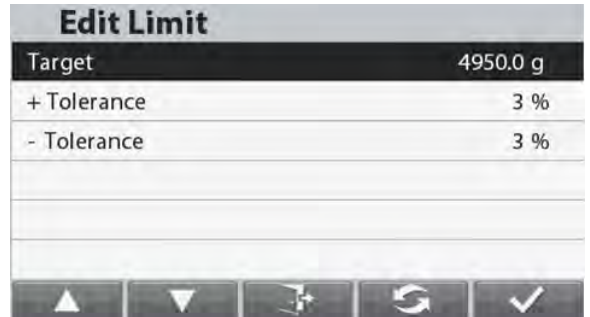 Edit Limit
Target 4950.0 g
+ Tolerance 3 %
- Tolerance 3 %